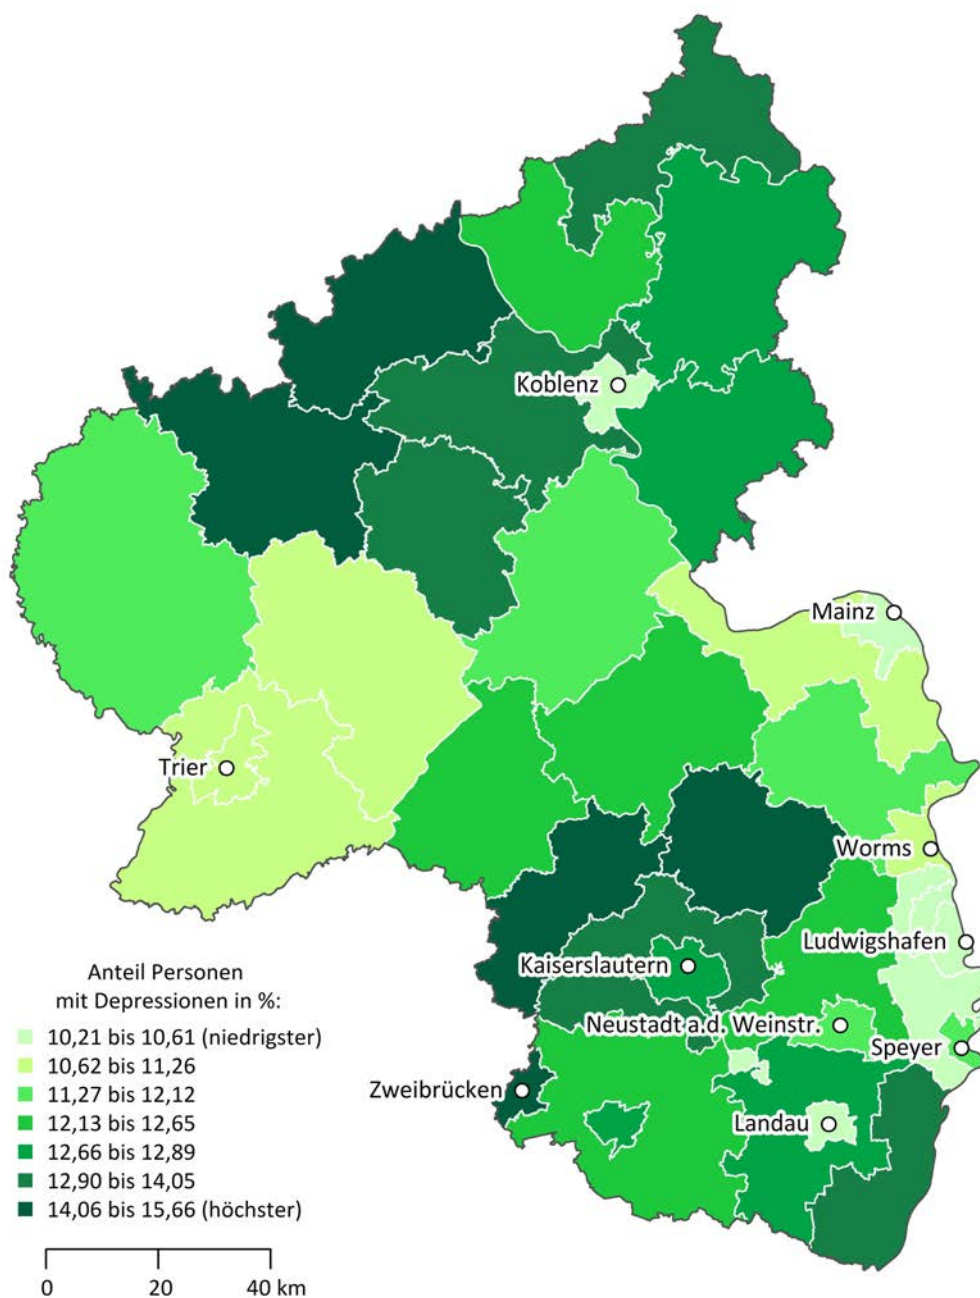 Koblenz
Mainz
Trier
Worms
Ludwigshafen
Kaiserslautern
Neustadt a.d. Weinstr.
Speyer
Zweibrücken
Landau
Anteil Personen
mit Depressionen in %:
10,21 bis 10,61 (niedrigster)
10,62 bis 11,26
11,27 bis 12,12
12,13 bis 12,65
12,66 bis 12,89
12,90 bis 14,05
14,06 bis 15,66 (höchster)
0 20 40 km